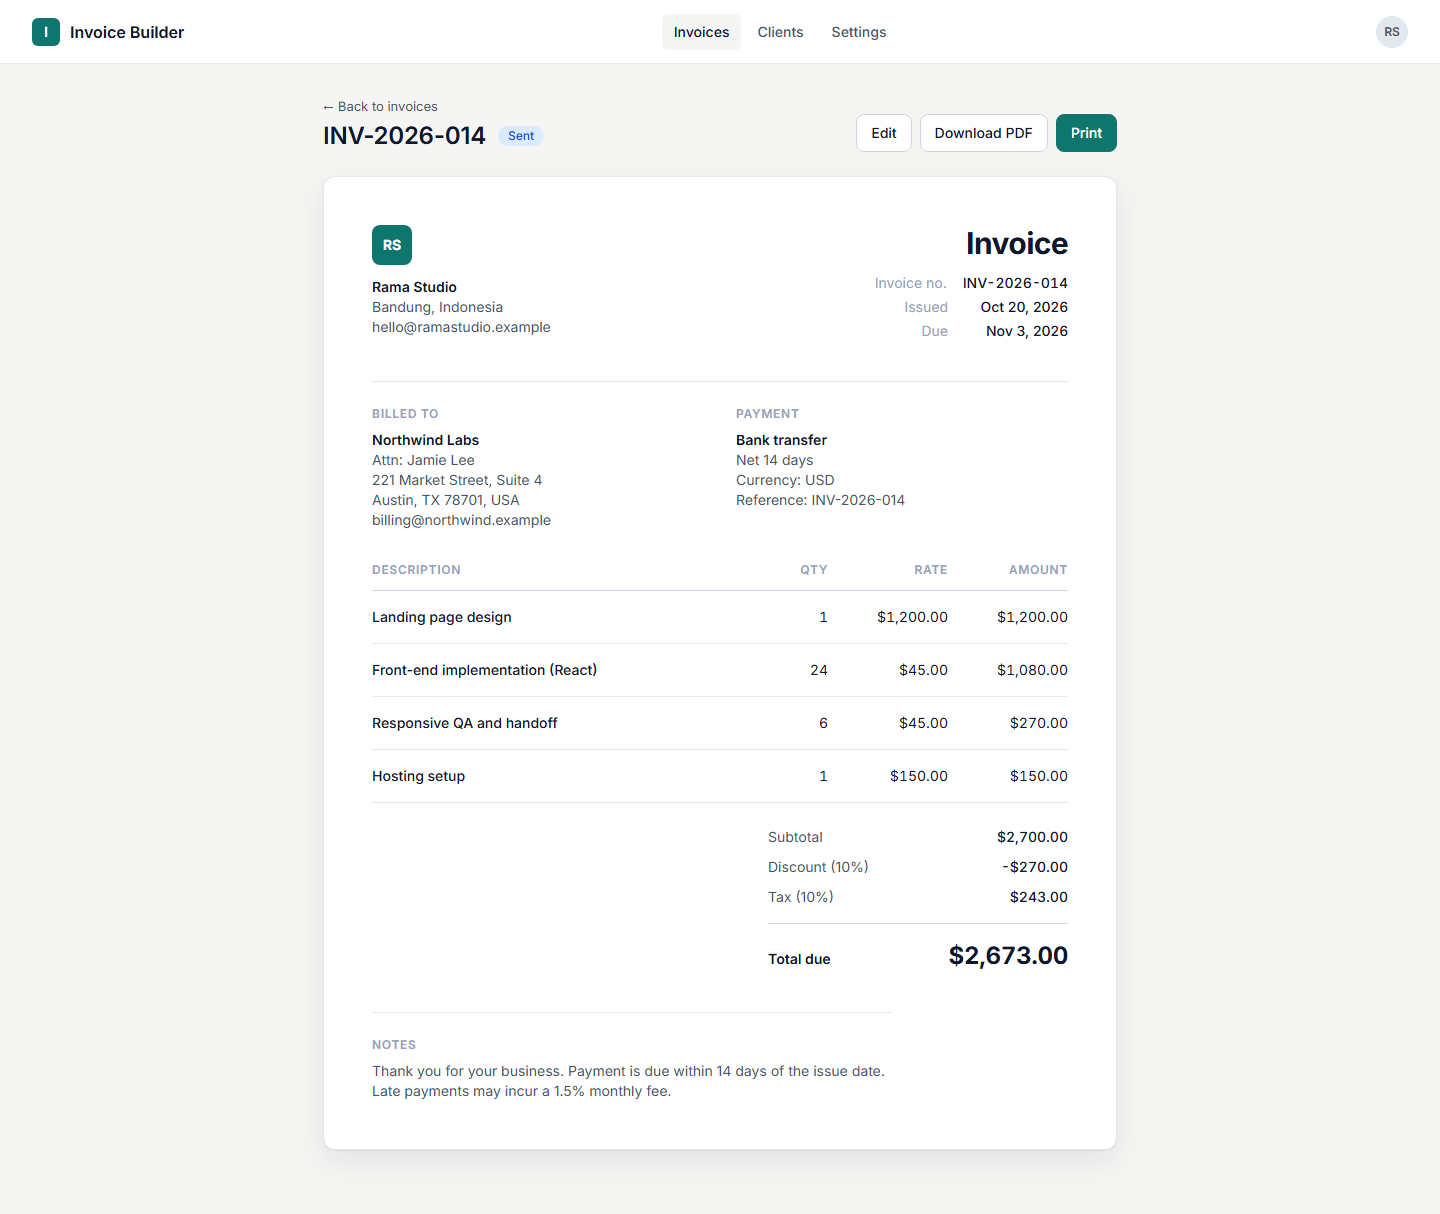 I Invoice Builder Invoices Clients Settings RS
← Back to invoices
INV-2026-014 Sent Edit Download PDF Print
RS
Rama Studio
Bandung, Indonesia
hello@ramastudio.example
Invoice
Invoice no. INV-2026-014
Issued Oct 20, 2026
Due Nov 3, 2026
BILLED TO
Northwind Labs
Attn: Jamie Lee
221 Market Street, Suite 4
Austin, TX 78701, USA
billing@northwind.example
PAYMENT
Bank transfer
Net 14 days
Currency: USD
Reference: INV-2026-014
DESCRIPTION QTY RATE AMOUNT
Landing page design 1 $1,200.00 $1,200.00
Front-end implementation (React) 24 $45.00 $1,080.00
Responsive QA and handoff 6 $45.00 $270.00
Hosting setup 1 $150.00 $150.00
Subtotal $2,700.00
Discount (10%) -$270.00
Tax (10%) $243.00
Total due $2,673.00
NOTES
Thank you for your business. Payment is due within 14 days of the issue date.
Late payments may incur a 1.5% monthly fee.